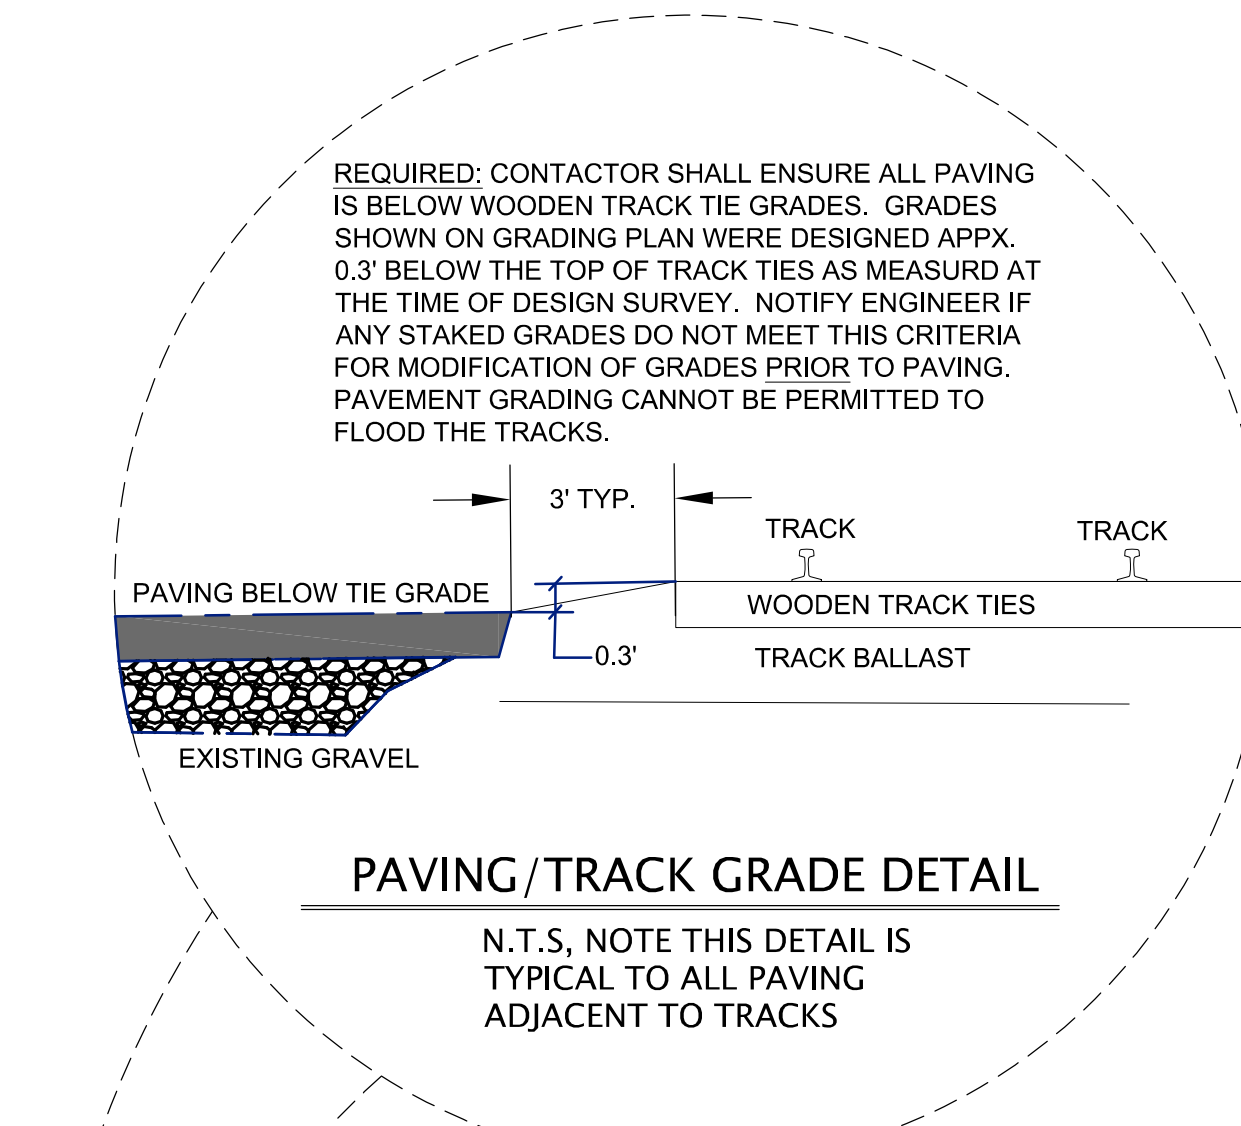 REQUIRED: CONTACTOR SHALL ENSURE ALL PAVING
IS BELOW WOODEN TRACK TIE GRADES. GRADES
SHOWN ON GRADING PLAN WERE DESIGNED APPX.
0.3' BELOW THE TOP OF TRACK TIES AS MEASURD AT
THE TIME OF DESIGN SURVEY. NOTIFY ENGINEER IF
ANY STAKED GRADES DO NOT MEET THIS CRITERIA
FOR MODIFICATION OF GRADES PRIOR TO PAVING.
PAVEMENT GRADING CANNOT BE PERMITTED TO
FLOOD THE TRACKS.
3' TYP.
TRACK
TRACK
PAVING BELOW TIE GRADE
WOODEN TRACK TIES
0.3'
TRACK BALLAST
EXISTING GRAVEL
PAVING/TRACK GRADE DETAIL
N.T.S, NOTE THIS DETAIL IS
TYPICAL TO ALL PAVING
ADJACENT TO TRACKS